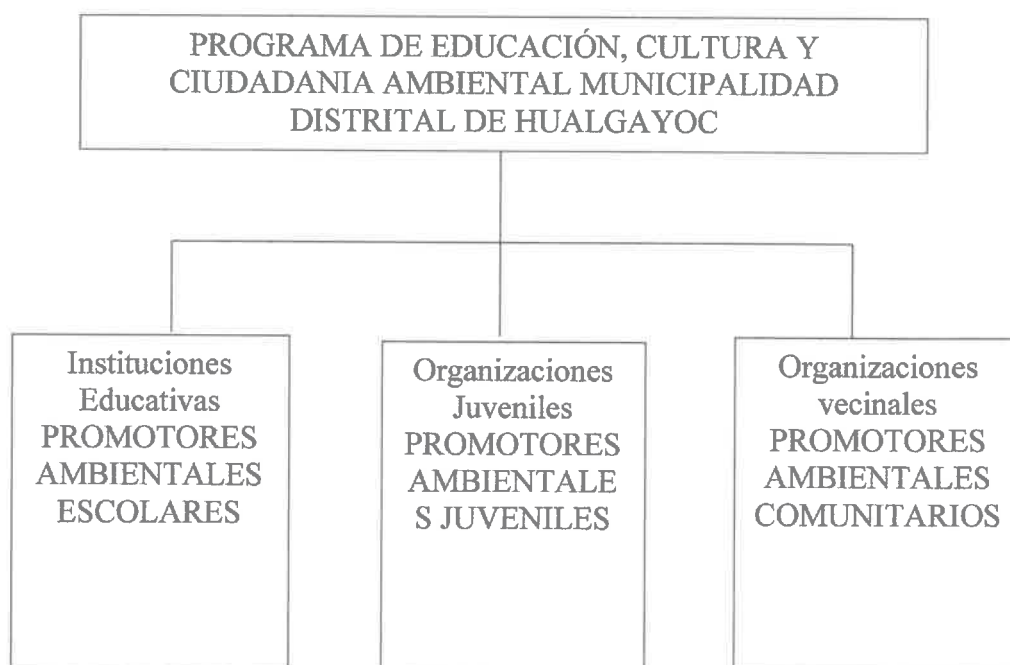 PROGRAMA DE EDUCACIÓN, CULTURA Y
CIUDADANIA AMBIENTAL MUNICIPALIDAD
DISTRITAL DE HUALGAYOC
Instituciones
Educativas
PROMOTORES
AMBIENTALES
ESCOLARES
Organizaciones
Juveniles
PROMOTORES
AMBIENTALE
S JUVENILES
Organizaciones
vecinales
PROMOTORES
AMBIENTALES
COMUNITARIOS